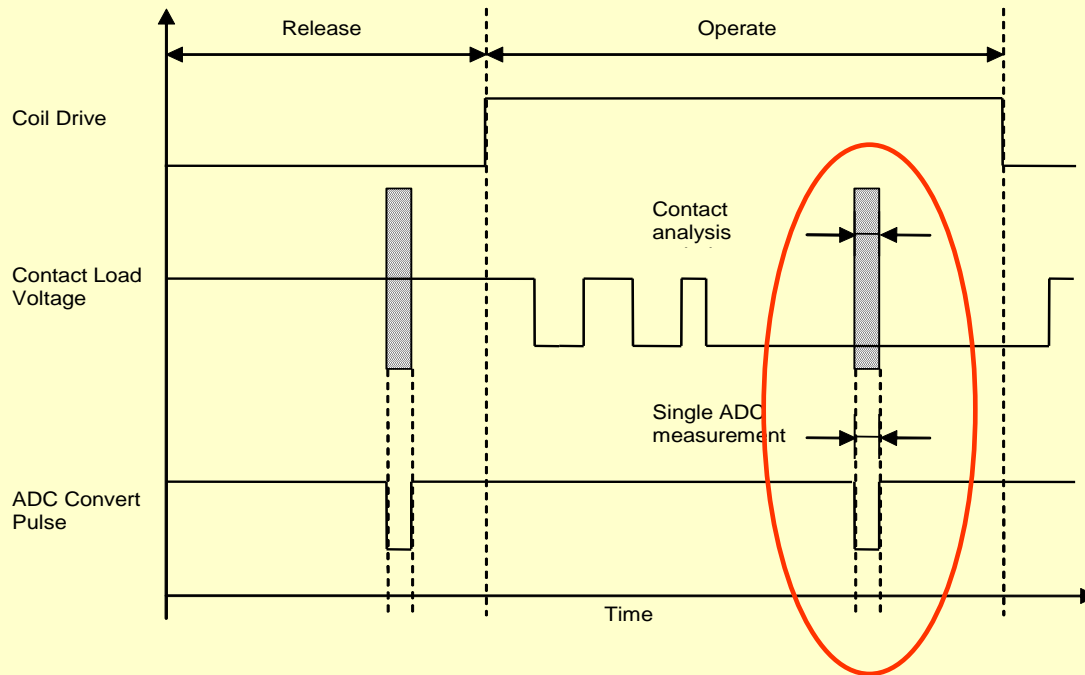 Release
Operate
Coil Drive
Contact
analysis
Contact Load
Voltage
Single ADC
measurement
ADC Convert
Pulse
Time